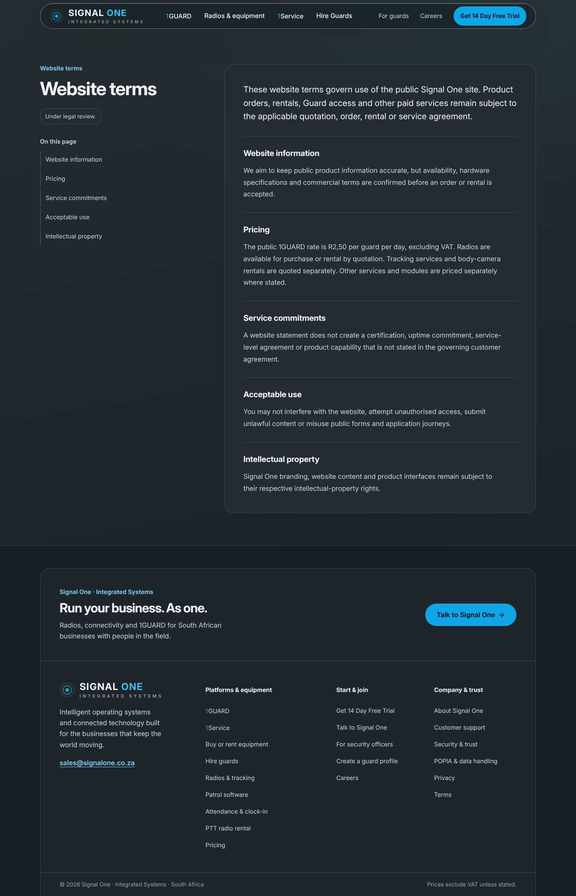 SIGNAL ONE
INTEGRATED SYSTEMS
1GUARD
Radios & equipment
1Service
Hire Guards
For guards
Careers
Get 14 Day Free Trial
Website terms
Website terms
Under legal review.
On this page
Website information
Pricing
Service commitments
Acceptable use
Intellectual property
These website terms govern use of the public Signal One site. Product
orders, rentals, Guard access and other paid services remain subject to
the applicable quotation, order, rental or service agreement.
Website information
We aim to keep public product information accurate, but availability, hardware
specifications and commercial terms are confirmed before an order or rental is
accepted.
Pricing
The public 1GUARD rate is R2,50 per guard per day, excluding VAT. Radios are
available for purchase or rental by quotation. Tracking services and body-camera
rentals are quoted separately. Other services and modules are priced separately
where stated.
Service commitments
A website statement does not create a certification, uptime commitment, service-
level agreement or product capability that is not stated in the governing customer
agreement.
Acceptable use
You may not interfere with the website, attempt unauthorised access, submit
unlawful content or misuse public forms and application journeys.
Intellectual property
Signal One branding, website content and product interfaces remain subject to
their respective intellectual-property rights.
Signal One · Integrated Systems
Run your business. As one.
Radios, connectivity and 1GUARD for South African
businesses with people in the field.
Talk to Signal One →
SIGNAL ONE
INTEGRATED SYSTEMS
Intelligent operating systems
and connected technology built
for the businesses that keep the
world moving.
sales@signalone.co.za
Platforms & equipment
1GUARD
1Service
Buy or rent equipment
Hire guards
Radios & tracking
Patrol software
Attendance & clock-in
PTT radio rental
Pricing
Start & join
Get 14 Day Free Trial
Talk to Signal One
For security officers
Create a guard profile
Careers
Company & trust
About Signal One
Customer support
Security & trust
POPIA & data handling
Privacy
Terms
© 2026 Signal One · Integrated Systems · South Africa
Prices exclude VAT unless stated.